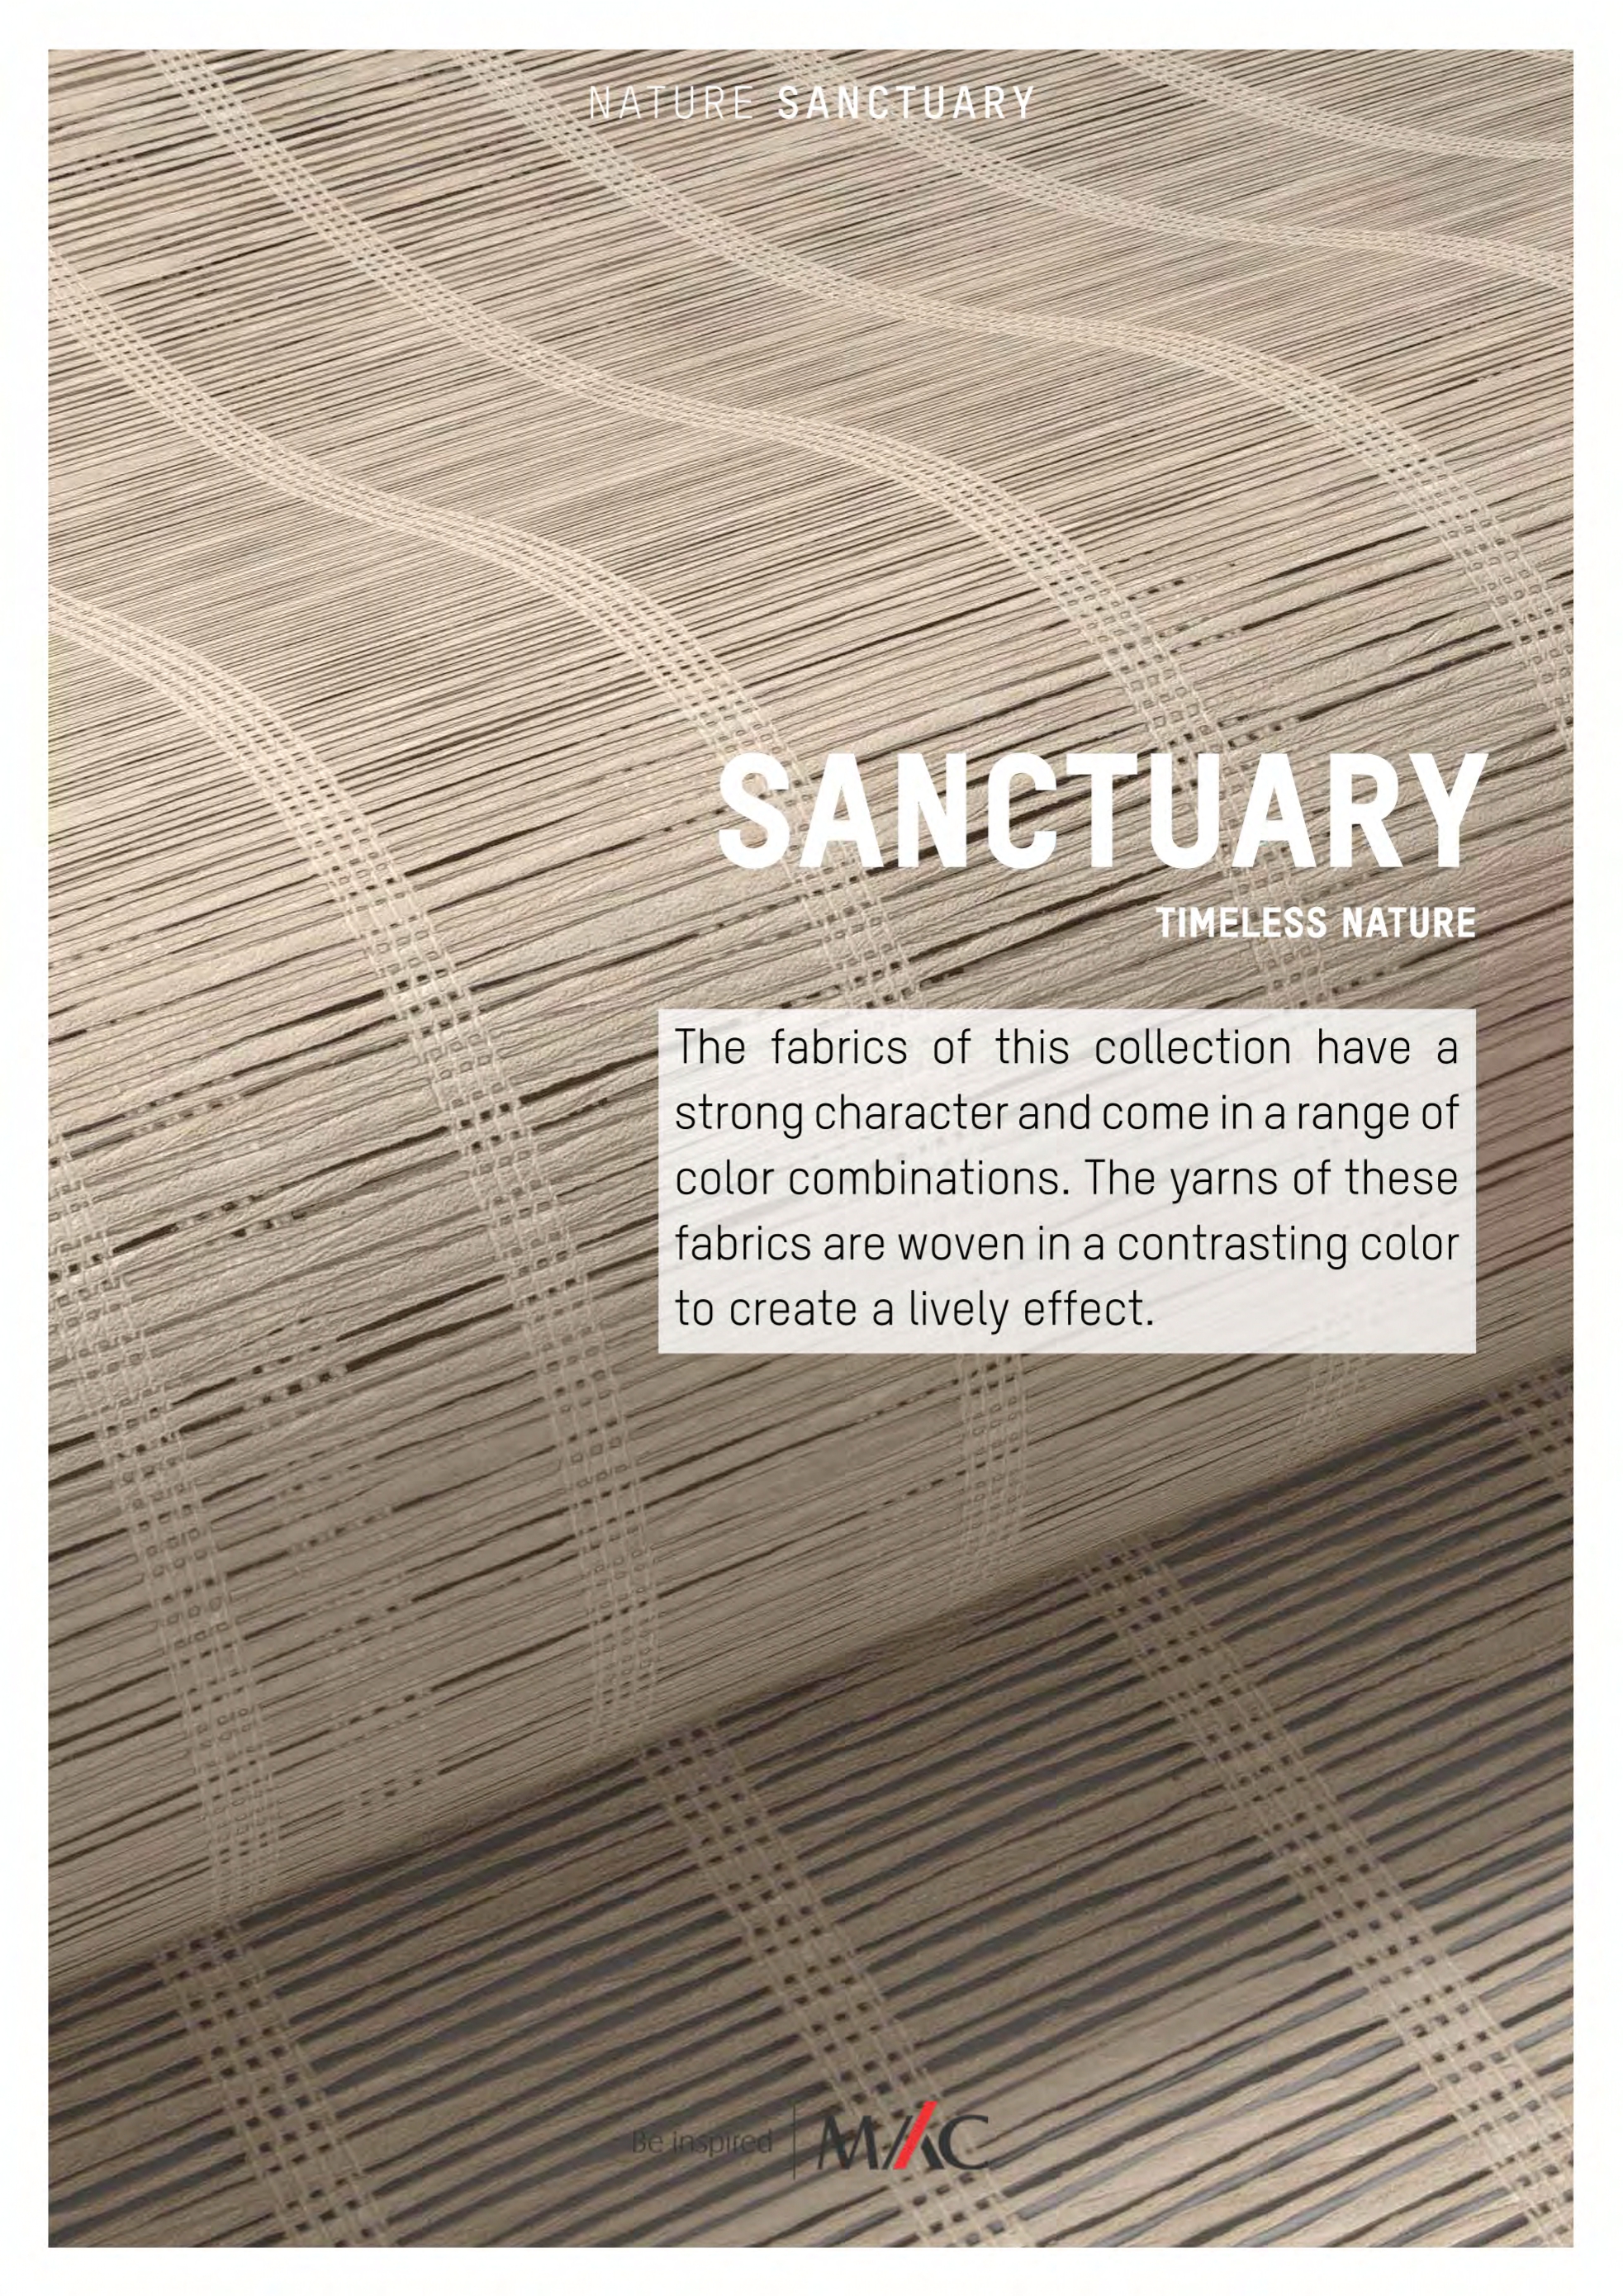 NATURE SANCTUARY
SANCTUARY
TIMELESS NATURE
The fabrics of this collection have a
strong character and come in a range of
color combinations. The yarns of these
fabrics are woven in a contrasting color
to create a lively effect.
Be inspired MAC